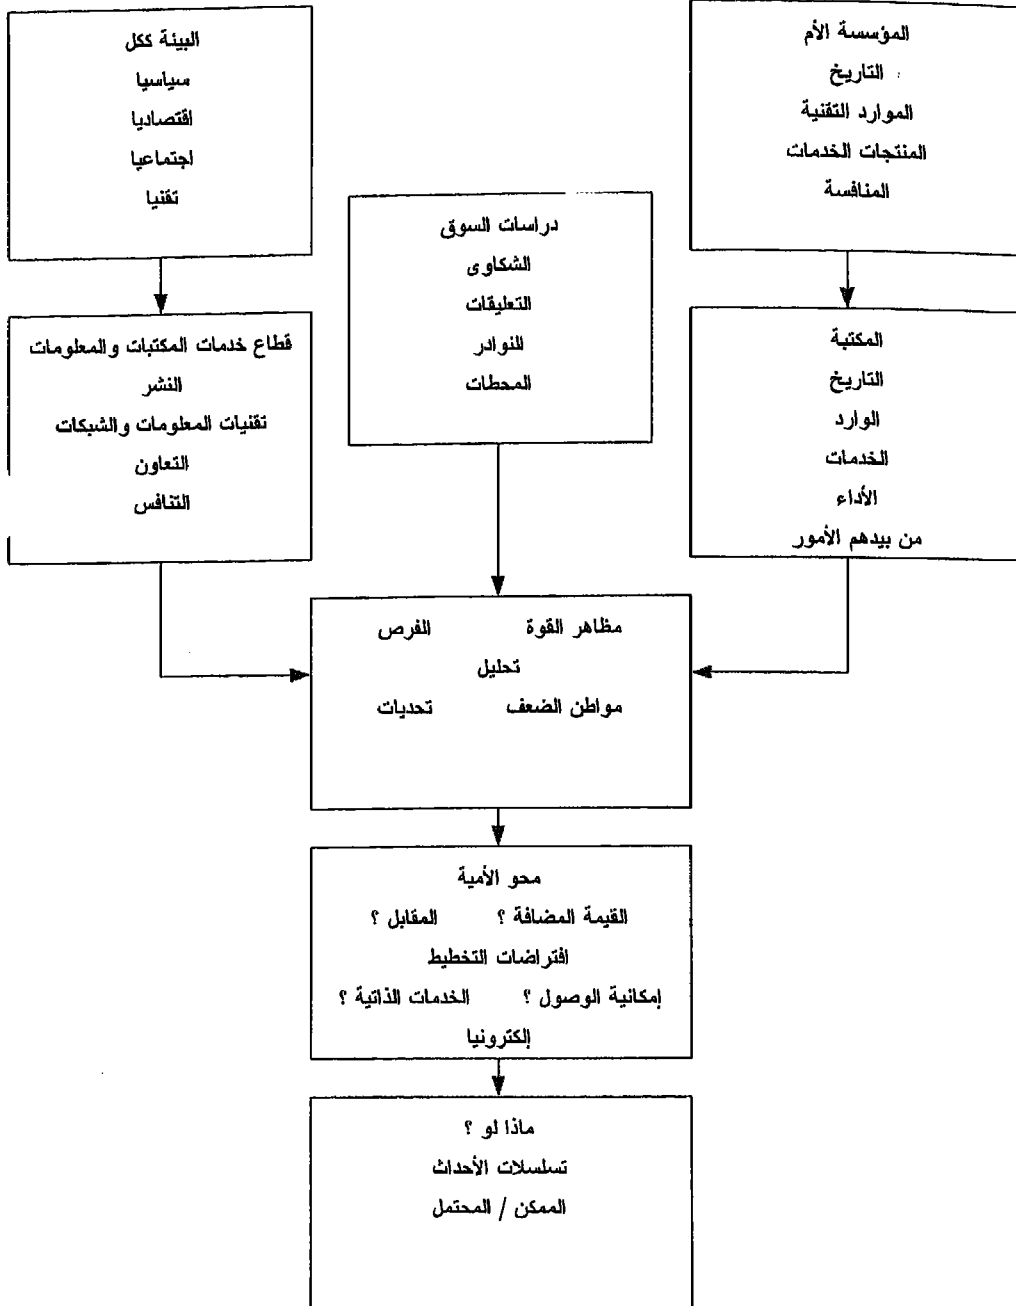 المؤسسة الأم
التاريخ
الموارد التقنية
المنتجات الخدمات
المنافسة
البيئة ككل
سياسيا
اقتصاديا
اجتماعيا
تقنيا
دراسات السوق
الشكاوى
التعليقات
النوادر
المحطات
المكتبة
التاريخ
الوارد
الخدمات
الأداء
من بيدهم الأمور
قطاع خدمات المكتبات والمعلومات
النشر
تقنيات المعلومات والشبكات
التعاون
التنافس
مظاهر القوة الفرص
تحليل
مواطن الضعف تحديات
محو الأمية
القيمة المضافة ؟ المقابل ؟
افتراضات التخطيط
إمكانية الوصول ؟ الخدمات الذاتية ؟
إلكترونيا
ماذا لو ؟
تسلسلات الأحداث
الممكن / المحتمل